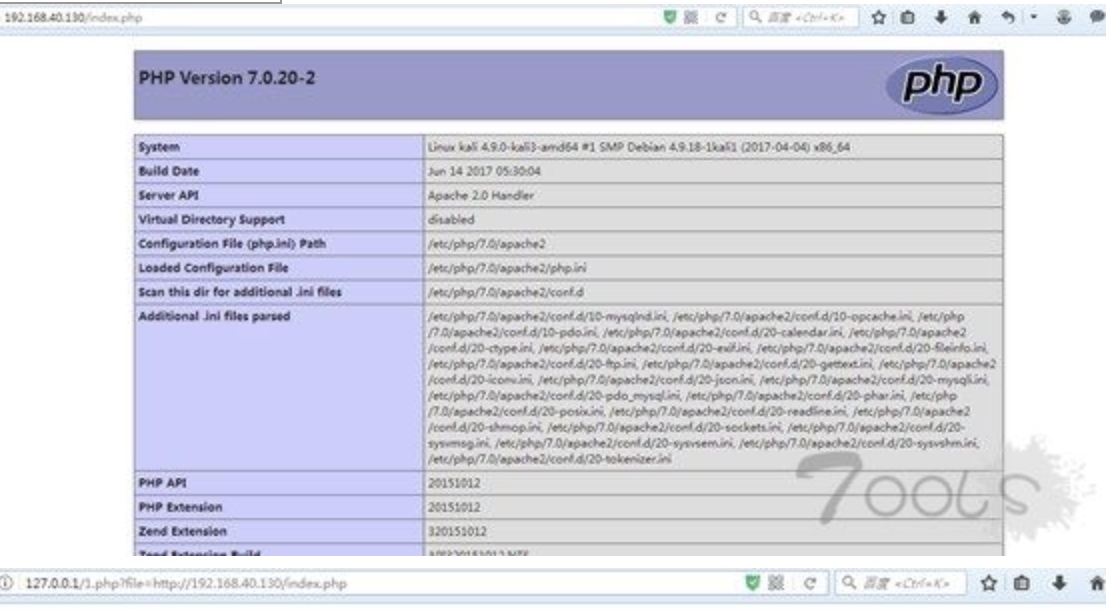 192.168.40.130/index.php
百度 <Ctrl+K>
PHP Version 7.0.20-2
php
System Linux kali 4.9.0-kali3-amd64 #1 SMP Debian 4.9.18-1kali1 (2017-04-04) x86_64
Build Date Jun 14 2017 05:30:04
Server API Apache 2.0 Handler
Virtual Directory Support disabled
Configuration File (php.ini) Path /etc/php/7.0/apache2
Loaded Configuration File /etc/php/7.0/apache2/php.ini
Scan this dir for additional .ini files /etc/php/7.0/apache2/conf.d
Additional .ini files parsed /etc/php/7.0/apache2/conf.d/10-mysqlnd.ini, /etc/php/7.0/apache2/conf.d/10-opcache.ini, /etc/php
/7.0/apache2/conf.d/10-pdo.ini, /etc/php/7.0/apache2/conf.d/20-calendar.ini, /etc/php/7.0/apache2
/conf.d/20-ctype.ini, /etc/php/7.0/apache2/conf.d/20-exif.ini, /etc/php/7.0/apache2/conf.d/20-fileinfo.ini,
/etc/php/7.0/apache2/conf.d/20-ftp.ini, /etc/php/7.0/apache2/conf.d/20-gettext.ini, /etc/php/7.0/apache2
/conf.d/20-iconv.ini, /etc/php/7.0/apache2/conf.d/20-json.ini, /etc/php/7.0/apache2/conf.d/20-mysqli.ini,
/etc/php/7.0/apache2/conf.d/20-pdo_mysql.ini, /etc/php/7.0/apache2/conf.d/20-phar.ini, /etc/php
/7.0/apache2/conf.d/20-posix.ini, /etc/php/7.0/apache2/conf.d/20-readline.ini, /etc/php/7.0/apache2
/conf.d/20-shmop.ini, /etc/php/7.0/apache2/conf.d/20-sockets.ini, /etc/php/7.0/apache2/conf.d/20-
sysvmsg.ini, /etc/php/7.0/apache2/conf.d/20-sysvsem.ini, /etc/php/7.0/apache2/conf.d/20-sysvshm.ini,
/etc/php/7.0/apache2/conf.d/20-tokenizer.ini
PHP API 20151012
PHP Extension 20151012
Zend Extension 320151012
Zend Extension Build API320151012,NTS
7ools
127.0.0.1/1.php?file=http://192.168.40.130/index.php
百度 <Ctrl+K>